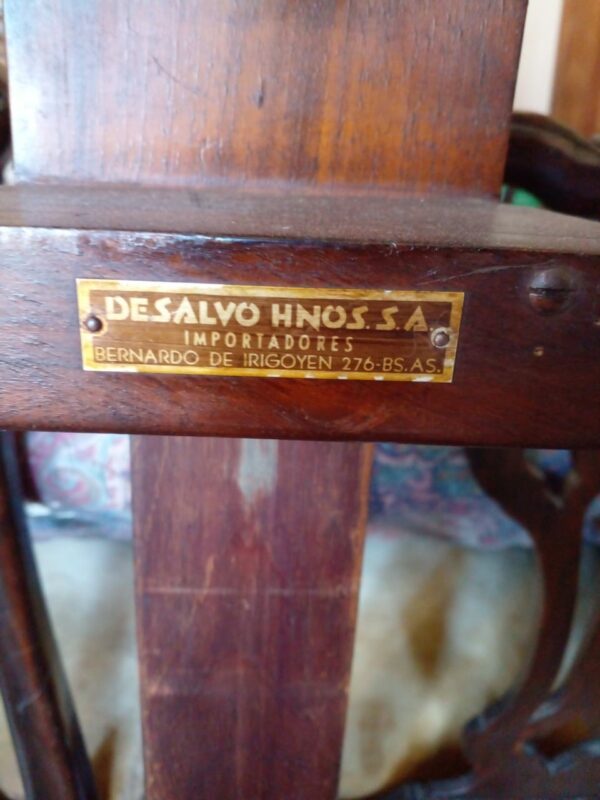 DESALVO HNOS. S.A.
IMPORTADORES
BERNARDO DE IRIGOYEN 276-BS.AS.